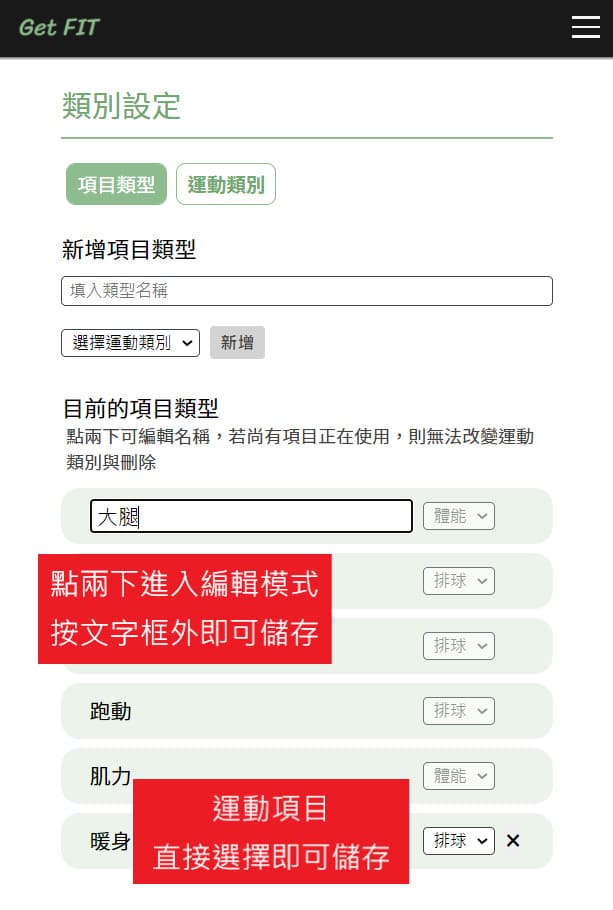 Get FIT
類別設定
項目類型 運動類別
新增項目類型
填入類型名稱
選擇運動類別 新增
目前的項目類型
點兩下可編輯名稱，若尚有項目正在使用，則無法改變運動
類別與刪除
大腿 體能
點兩下進入編輯模式 排球
按文字框外即可儲存 排球
跑動 排球
肌力 體能
運動項目
暖身 排球 ×
直接選擇即可儲存